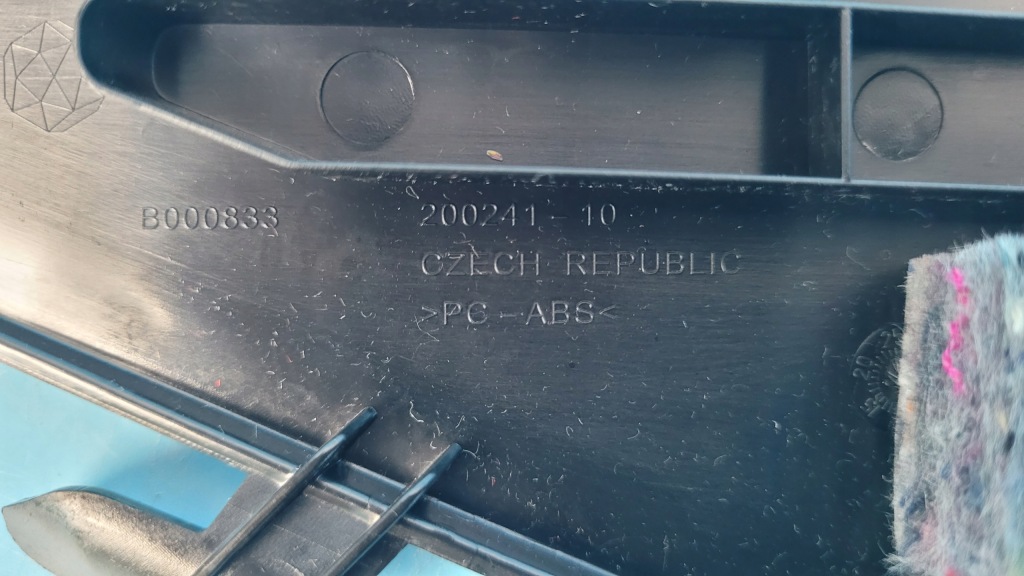 B000833
200241-10
CZECH REPUBLIC
>PC-ABS<